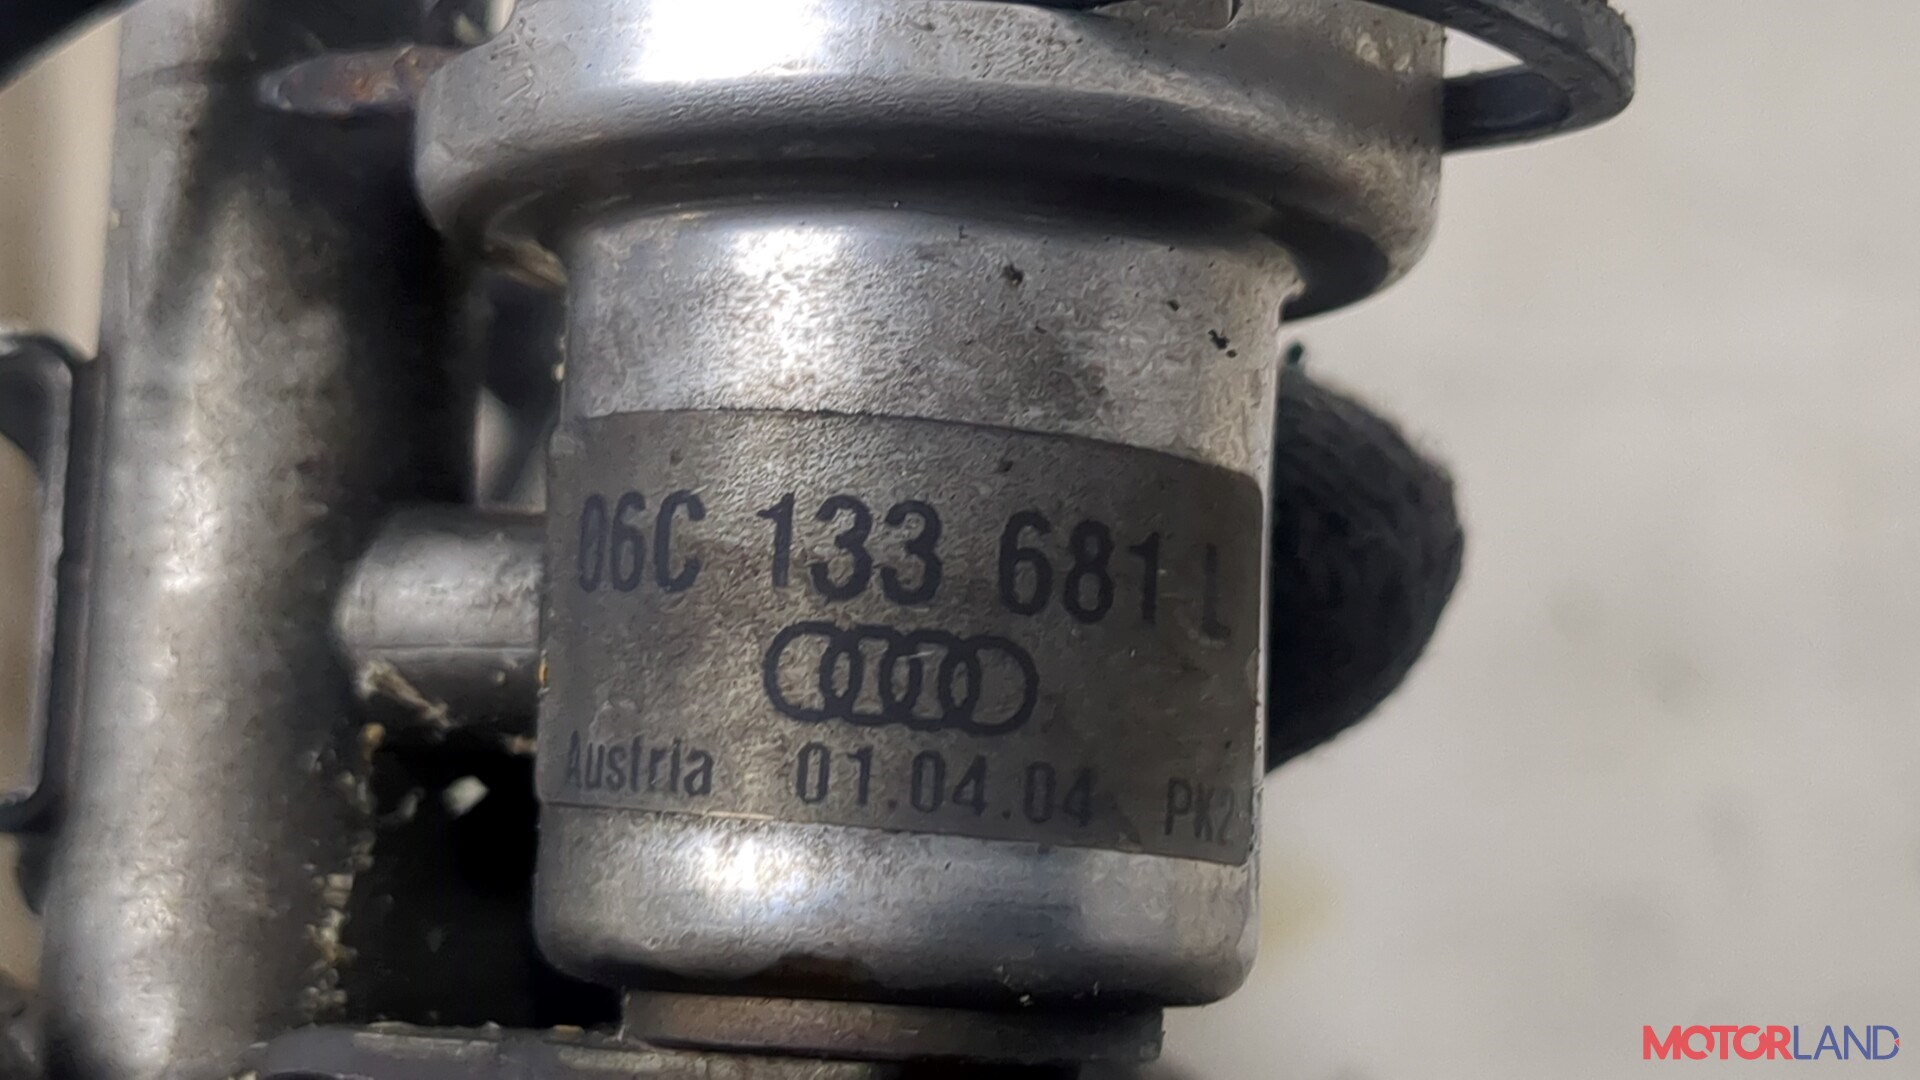 06C 133 681 L
Austria 01.04.04 PK2
MOTORLAND